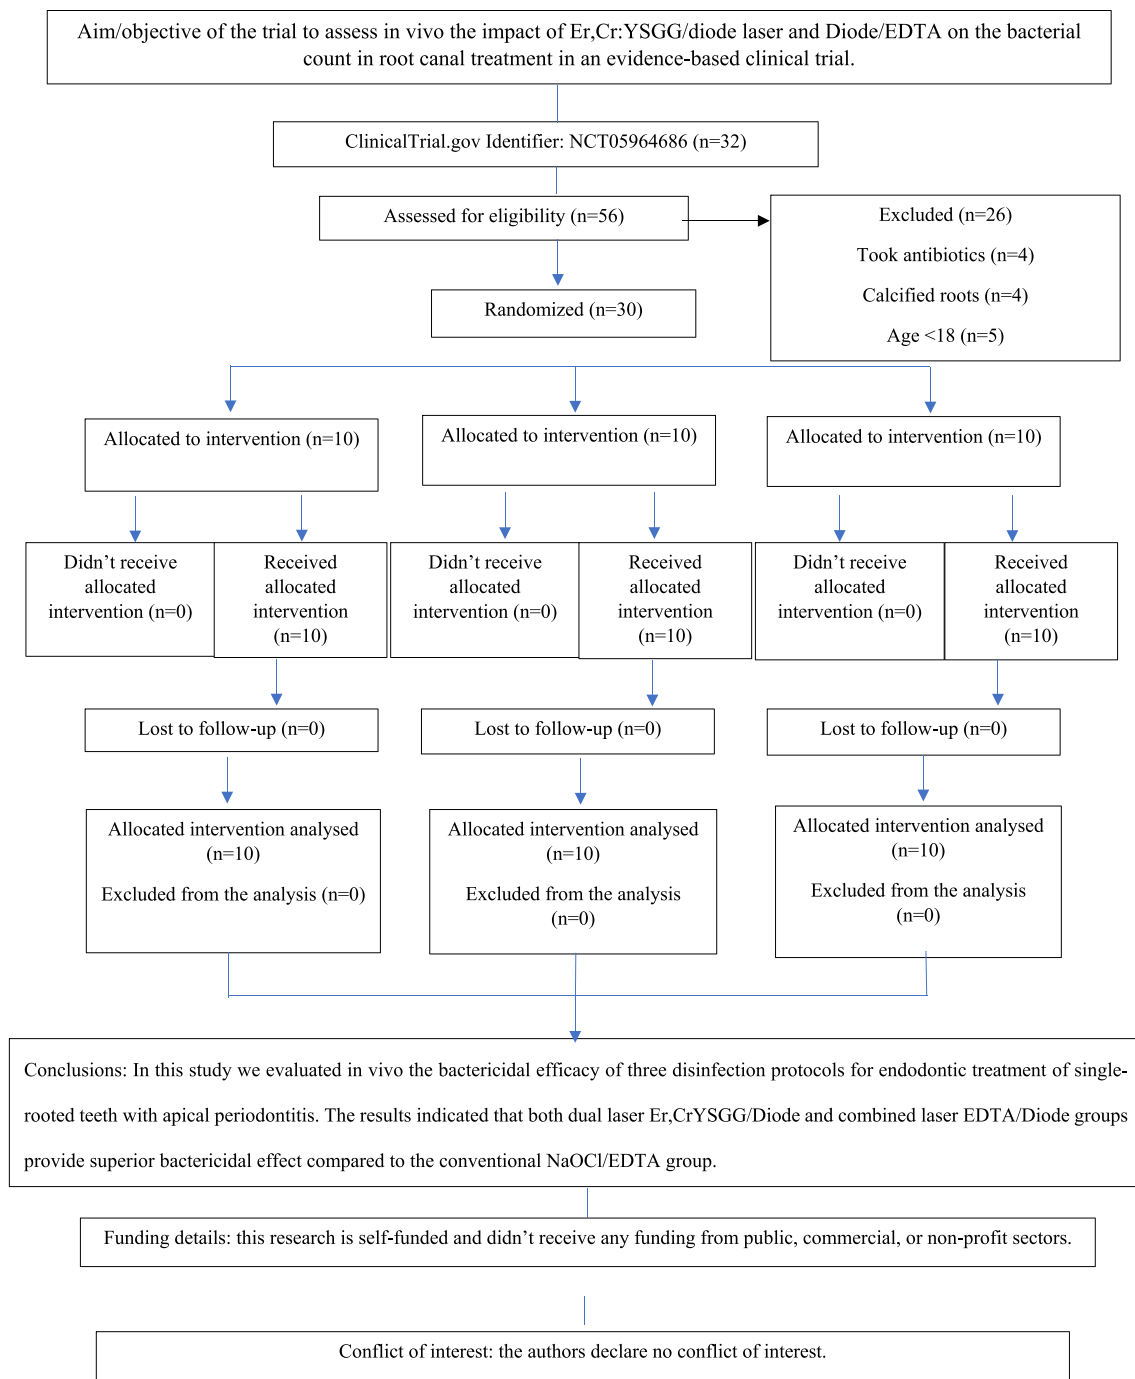 Aim/objective of the trial to assess in vivo the impact of Er,Cr:YSGG/diode laser and Diode/EDTA on the bacterial
count in root canal treatment in an evidence-based clinical trial.
ClinicalTrial.gov Identifier: NCT05964686 (n=32)
Assessed for eligibility (n=56)
Excluded (n=26)
Took antibiotics (n=4)
Calcified roots (n=4)
Age <18 (n=5)
Randomized (n=30)
Allocated to intervention (n=10)
Allocated to intervention (n=10)
Allocated to intervention (n=10)
Didn’t receive
allocated
intervention (n=0)
Received
allocated
intervention
(n=10)
Didn’t receive
allocated
intervention (n=0)
Received
allocated
intervention
(n=10)
Didn’t receive
allocated
intervention (n=0)
Received
allocated
intervention
(n=10)
Lost to follow-up (n=0)
Lost to follow-up (n=0)
Lost to follow-up (n=0)
Allocated intervention analysed
(n=10)
Excluded from the analysis (n=0)
Allocated intervention analysed
(n=10)
Excluded from the analysis
(n=0)
Allocated intervention analysed
(n=10)
Excluded from the analysis
(n=0)
Conclusions: In this study we evaluated in vivo the bactericidal efficacy of three disinfection protocols for endodontic treatment of single-
rooted teeth with apical periodontitis. The results indicated that both dual laser Er,CrYSGG/Diode and combined laser EDTA/Diode groups
provide superior bactericidal effect compared to the conventional NaOCl/EDTA group.
Funding details: this research is self-funded and didn’t receive any funding from public, commercial, or non-profit sectors.
Conflict of interest: the authors declare no conflict of interest.